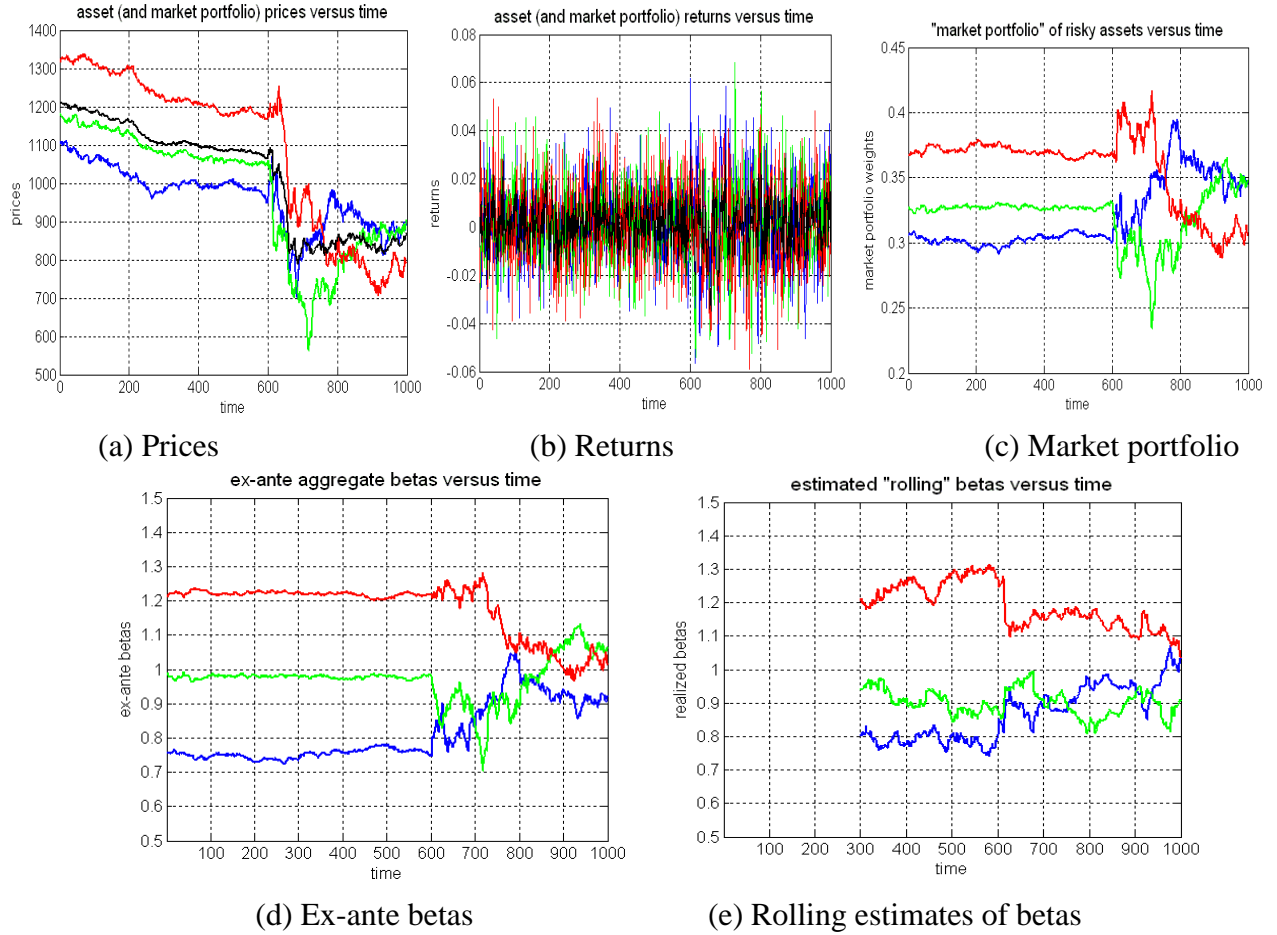 asset (and market portfolio) prices versus time
1400
1300
1200
1100
1000
900
800
700
600
500
0 200 400 600 800 1000
prices
time
(a) Prices
asset (and market portfolio) returns versus time
0.08
0.06
0.04
0.02
0
-0.02
-0.04
-0.06
0 200 400 600 800 1000
returns
time
(b) Returns
"market portfolio" of risky assets versus time
0.45
0.4
0.35
0.3
0.25
0.2
0 200 400 600 800 1000
market portfolio weights
time
(c) Market portfolio
ex-ante aggregate betas versus time
1.5
1.4
1.3
1.2
1.1
1
0.9
0.8
0.7
0.6
0.5
100 200 300 400 500 600 700 800 900 1000
ex-ante betas
time
(d) Ex-ante betas
estimated "rolling" betas versus time
1.5
1.4
1.3
1.2
1.1
1
0.9
0.8
0.7
0.6
0.5
100 200 300 400 500 600 700 800 900 1000
realized betas
time
(e) Rolling estimates of betas